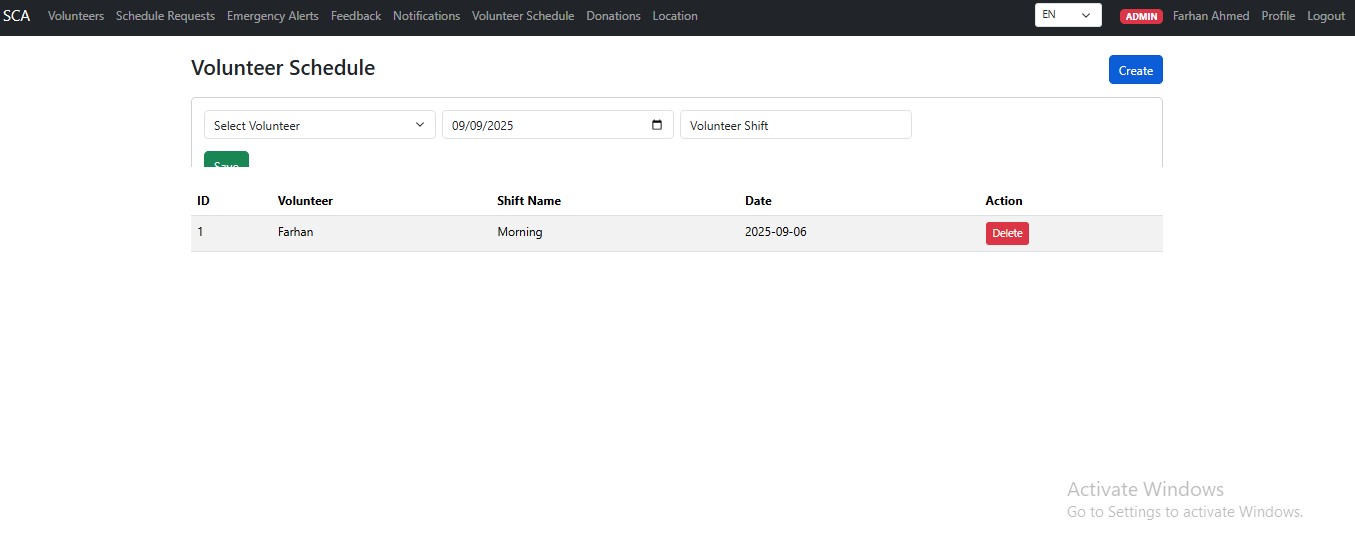 SCA Volunteers Schedule Requests Emergency Alerts Feedback Notifications Volunteer Schedule Donations Location EN ADMIN Farhan Ahmed Profile Logout
Volunteer Schedule Create
Select Volunteer 09/09/2025 Volunteer Shift
Save
ID Volunteer Shift Name Date Action
1 Farhan Morning 2025-09-06 Delete
Activate Windows
Go to Settings to activate Windows.